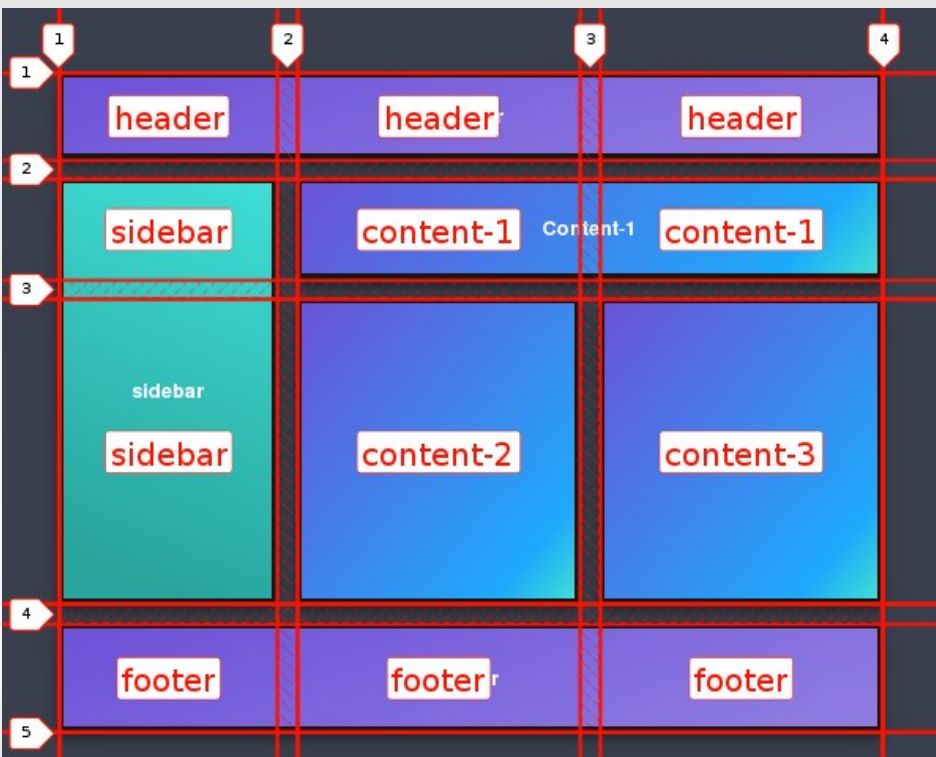 1 2 3 4
1
header header header
2
sidebar content-1 Content-1 content-1
3
sidebar
sidebar content-2 content-3
4
footer footer r footer
5